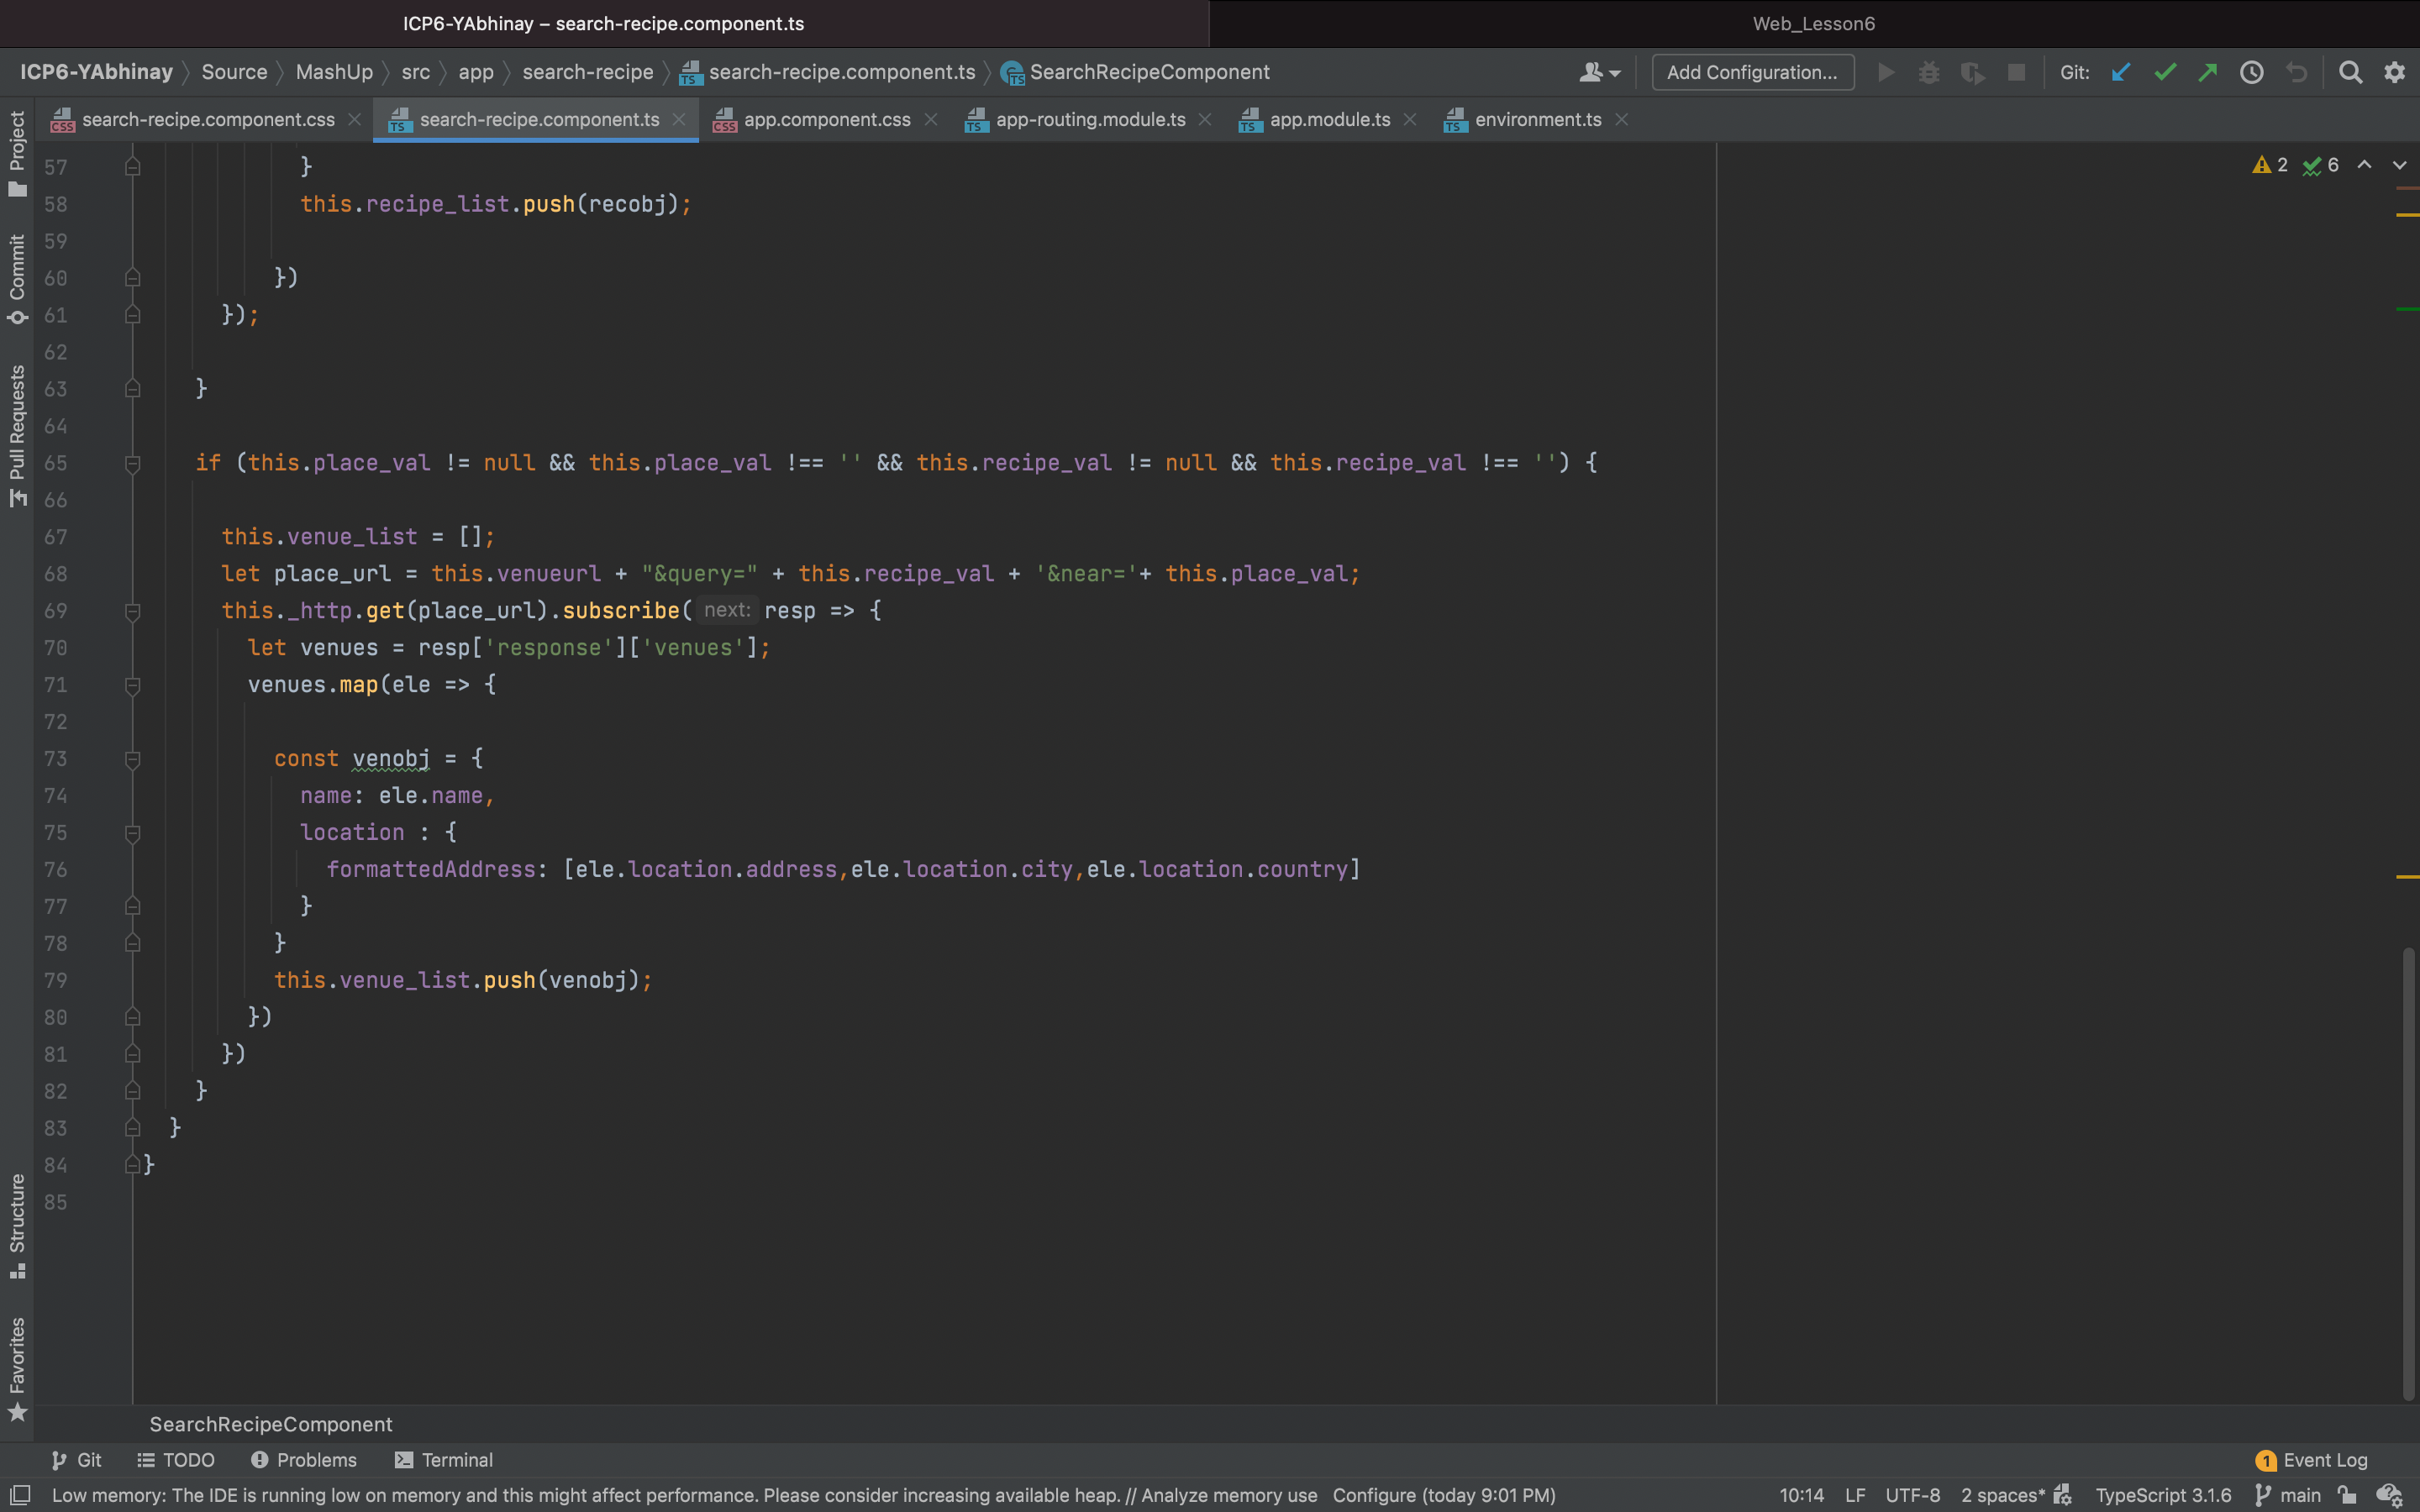 ICP6-YAbhinay – search-recipe.component.ts
Web_Lesson6
ICP6-YAbhinay Source MashUp src app search-recipe search-recipe.component.ts SearchRecipeComponent
Add Configuration... Git:
search-recipe.component.css search-recipe.component.ts app.component.css app-routing.module.ts app.module.ts environment.ts
Project
Commit
Pull Requests
Structure
Favorites
2 6
57 }
58 this.recipe_list.push(recobj);
59
60 })
61 });
62
63 }
64
65 if (this.place_val != null && this.place_val !== '' && this.recipe_val != null && this.recipe_val !== '') {
66
67 this.venue_list = [];
68 let place_url = this.venueurl + "&query=" + this.recipe_val + '&near='+ this.place_val;
69 this._http.get(place_url).subscribe( next: resp => {
70 let venues = resp['response']['venues'];
71 venues.map(ele => {
72
73 const venobj = {
74 name: ele.name,
75 location : {
76 formattedAddress: [ele.location.address,ele.location.city,ele.location.country]
77 }
78 }
79 this.venue_list.push(venobj);
80 })
81 })
82 }
83 }
84 }
85
SearchRecipeComponent
Git TODO Problems Terminal
1 Event Log
Low memory: The IDE is running low on memory and this might affect performance. Please consider increasing available heap. // Analyze memory use Configure (today 9:01 PM)
10:14 LF UTF-8 2 spaces* TypeScript 3.1.6 main